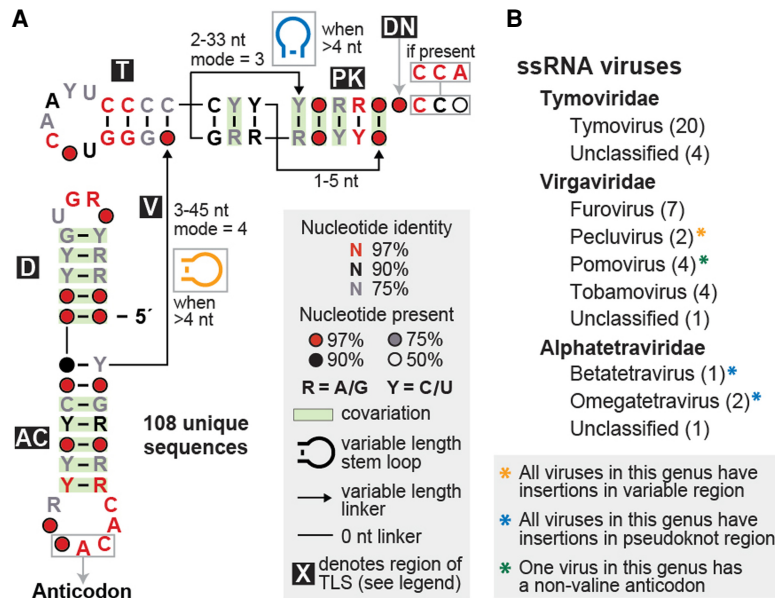 A
2-33 nt
mode = 3
when
>4 nt
DN
if present
C C A
T
PK
A Y U C C C C C Y Y Y R R C C
A
C U G G G G R R R Y Y
1-5 nt
V
3-45 nt
mode = 4
when
>4 nt
D
U G R
G Y
Y R
Y R
5´
Y
AC
C G
Y R
Y R
Y R
R C
A
A C
Anticodon
108 unique
sequences
Nucleotide identity
N 97%
N 90%
N 75%
Nucleotide present
97% 75%
90% 50%
R = A/G Y = C/U
covariation
variable length
stem loop
variable length
linker
0 nt linker
X denotes region of
TLS (see legend)
B
ssRNA viruses
Tymoviridae
Tymovirus (20)
Unclassified (4)
Virgaviridae
Furovirus (7)
Pecluvirus (2)*
Pomovirus (4)*
Tobamovirus (4)
Unclassified (1)
Alphatetraviridae
Betatetravirus (1)*
Omegatetravirus (2)*
Unclassified (1)
* All viruses in this genus have
insertions in variable region
* All viruses in this genus have
insertions in pseudoknot region
* One virus in this genus has
a non-valine anticodon